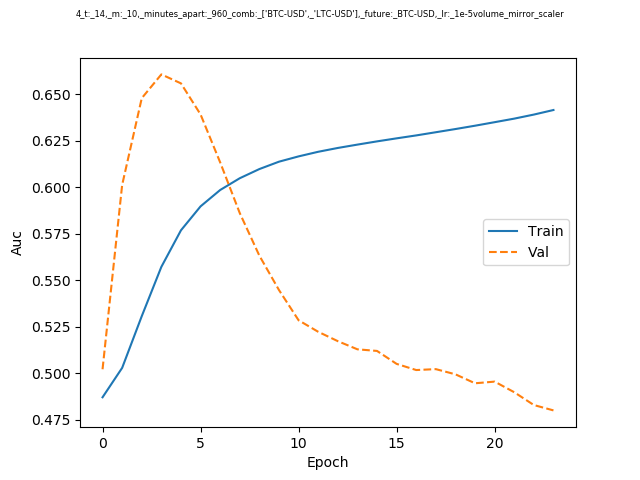 4_t:_14,_m:_10,_minutes_apart:_960_comb:_['BTC-USD',_'LTC-USD'],_future:_BTC-USD,_lr:_1e-5volume_mirror_scaler
0.650
0.625
0.600
0.575
0.550
0.525
0.500
0.475
Auc
Train
Val
0 5 10 15 20
Epoch